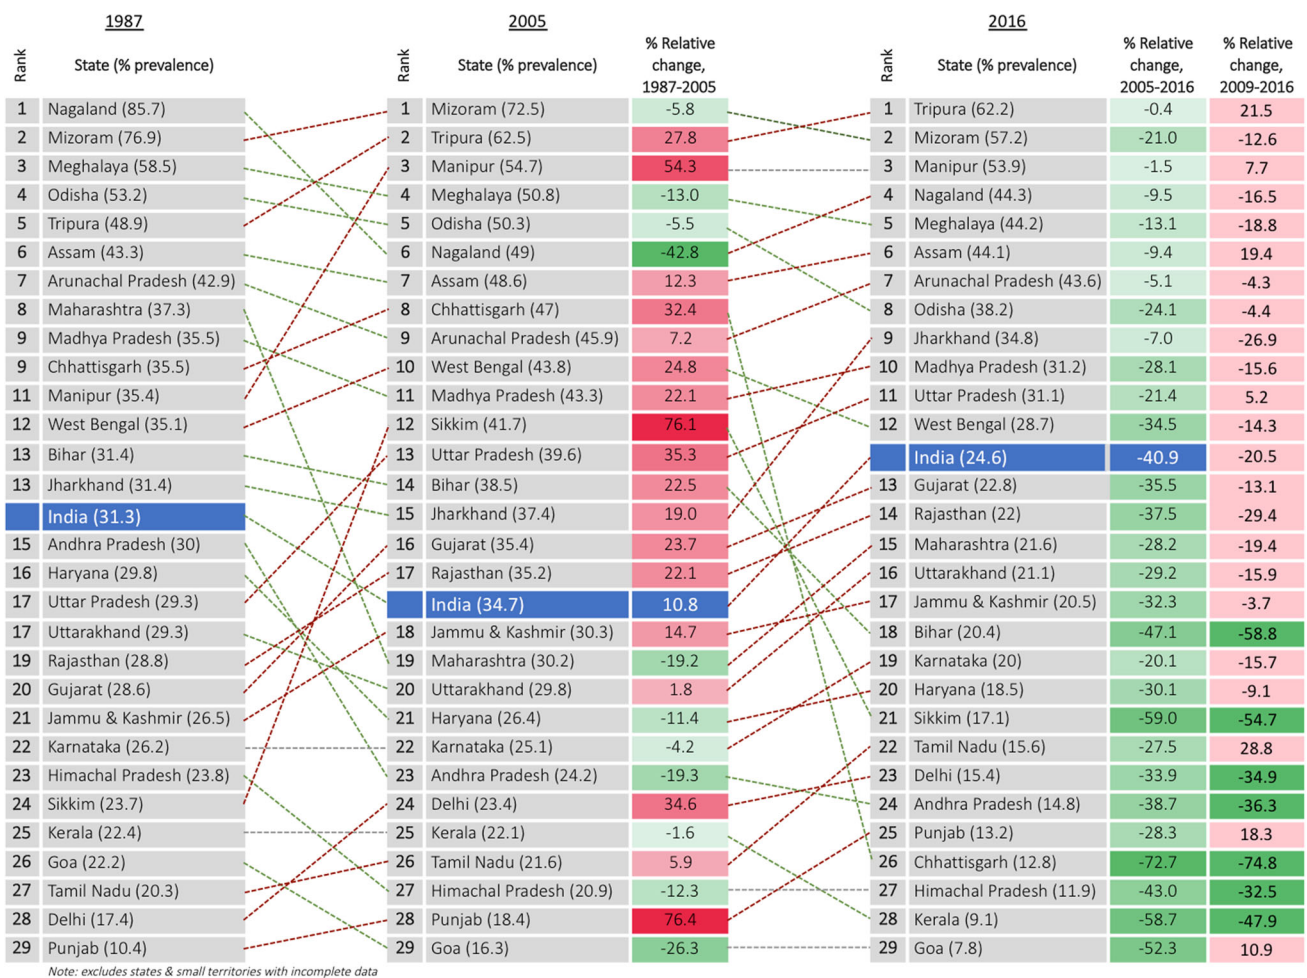 1987 2005 2016
Rank State (% prevalence) Rank State (% prevalence) % Relative change, 1987-2005 Rank State (% prevalence) % Relative change, 2005-2016 % Relative change, 2009-2016
1 Nagaland (85.7) 1 Mizoram (72.5) -5.8 1 Tripura (62.2) -0.4 21.5
2 Mizoram (76.9) 2 Tripura (62.5) 27.8 2 Mizoram (57.2) -21.0 -12.6
3 Meghalaya (58.5) 3 Manipur (54.7) 54.3 3 Manipur (53.9) -1.5 7.7
4 Odisha (53.2) 4 Meghalaya (50.8) -13.0 4 Nagaland (44.3) -9.5 -16.5
5 Tripura (48.9) 5 Odisha (50.3) -5.5 5 Meghalaya (44.2) -13.1 -18.8
6 Assam (43.3) 6 Nagaland (49) -42.8 6 Assam (44.1) -9.4 19.4
7 Arunachal Pradesh (42.9) 7 Assam (48.6) 12.3 7 Arunachal Pradesh (43.6) -5.1 -4.3
8 Maharashtra (37.3) 8 Chhattisgarh (47) 32.4 8 Odisha (38.2) -24.1 -4.4
9 Madhya Pradesh (35.5) 9 Arunachal Pradesh (45.9) 7.2 9 Jharkhand (34.8) -7.0 -26.9
9 Chhattisgarh (35.5) 10 West Bengal (43.8) 24.8 10 Madhya Pradesh (31.2) -28.1 -15.6
11 Manipur (35.4) 11 Madhya Pradesh (43.3) 22.1 11 Uttar Pradesh (31.1) -21.4 5.2
12 West Bengal (35.1) 12 Sikkim (41.7) 76.1 12 West Bengal (28.7) -34.5 -14.3
13 Bihar (31.4) 13 Uttar Pradesh (39.6) 35.3 India (24.6) -40.9 -20.5
13 Jharkhand (31.4) 14 Bihar (38.5) 22.5 13 Gujarat (22.8) -35.5 -13.1
India (31.3) 15 Jharkhand (37.4) 19.0 14 Rajasthan (22) -37.5 -29.4
15 Andhra Pradesh (30) 16 Gujarat (35.4) 23.7 15 Maharashtra (21.6) -28.2 -19.4
16 Haryana (29.8) 17 Rajasthan (35.2) 22.1 16 Uttarakhand (21.1) -29.2 -15.9
17 Uttar Pradesh (29.3) India (34.7) 10.8 17 Jammu & Kashmir (20.5) -32.3 -3.7
17 Uttarakhand (29.3) 18 Jammu & Kashmir (30.3) 14.7 18 Bihar (20.4) -47.1 -58.8
19 Rajasthan (28.8) 19 Maharashtra (30.2) -19.2 19 Karnataka (20) -20.1 -15.7
20 Gujarat (28.6) 20 Uttarakhand (29.8) 1.8 20 Haryana (18.5) -30.1 -9.1
21 Jammu & Kashmir (26.5) 21 Haryana (26.4) -11.4 21 Sikkim (17.1) -59.0 -54.7
22 Karnataka (26.2) 22 Karnataka (25.1) -4.2 22 Tamil Nadu (15.6) -27.5 28.8
23 Himachal Pradesh (23.8) 23 Andhra Pradesh (24.2) -19.3 23 Delhi (15.4) -33.9 -34.9
24 Sikkim (23.7) 24 Delhi (23.4) 34.6 24 Andhra Pradesh (14.8) -38.7 -36.3
25 Kerala (22.4) 25 Kerala (22.1) -1.6 25 Punjab (13.2) -28.3 18.3
26 Goa (22.2) 26 Tamil Nadu (21.6) 5.9 26 Chhattisgarh (12.8) -72.7 -74.8
27 Tamil Nadu (20.3) 27 Himachal Pradesh (20.9) -12.3 27 Himachal Pradesh (11.9) -43.0 -32.5
28 Delhi (17.4) 28 Punjab (18.4) 76.4 28 Kerala (9.1) -58.7 -47.9
29 Punjab (10.4) 29 Goa (16.3) -26.3 29 Goa (7.8) -52.3 10.9
Note: excludes states & small territories with incomplete data